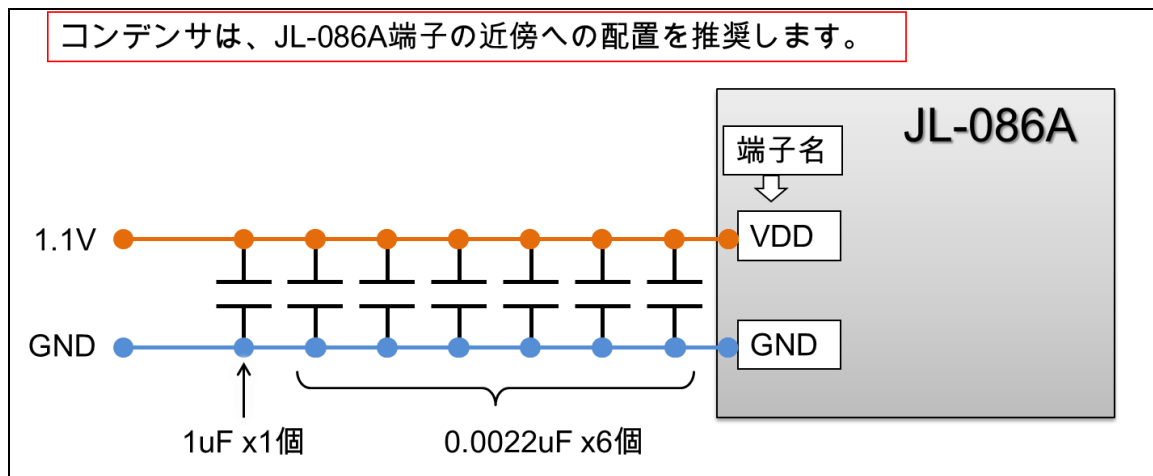 コンデンサは、JL-086A端子の近傍への配置を推奨します。
JL-086A
端子名
1.1V
VDD
GND
GND
1uF x1個
0.0022uF x6個